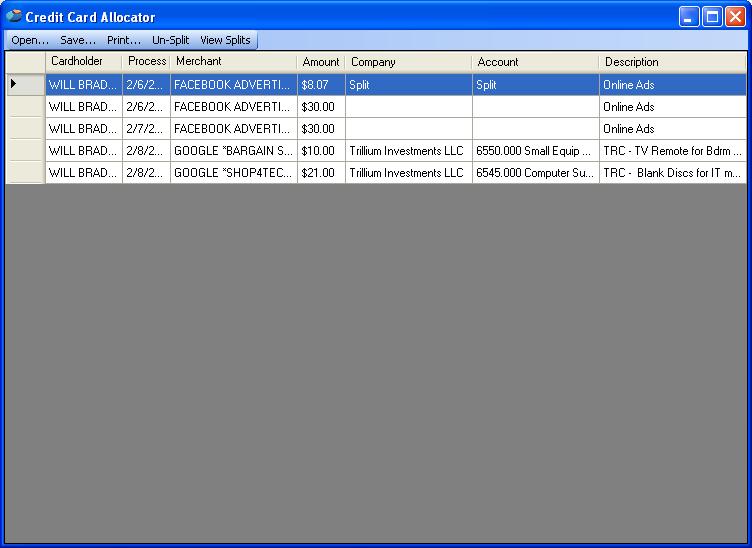 Credit Card Allocator
Open... Save... Print... Un-Split View Splits
Cardholder Process Merchant Amount Company Account Description
WILL BRAD... 2/6/2... FACEBOOK ADVERTI... $8.07 Split Split Online Ads
WILL BRAD... 2/6/2... FACEBOOK ADVERTI... $30.00 Online Ads
WILL BRAD... 2/7/2... FACEBOOK ADVERTI... $30.00 Online Ads
WILL BRAD... 2/8/2... GOOGLE *BARGAIN S... $10.00 Trillium Investments LLC 6550.000 Small Equip ... TRC - TV Remote for Bdrm ...
WILL BRAD... 2/8/2... GOOGLE *SHOP4TEC... $21.00 Trillium Investments LLC 6545.000 Computer Su... TRC - Blank Discs for IT m...